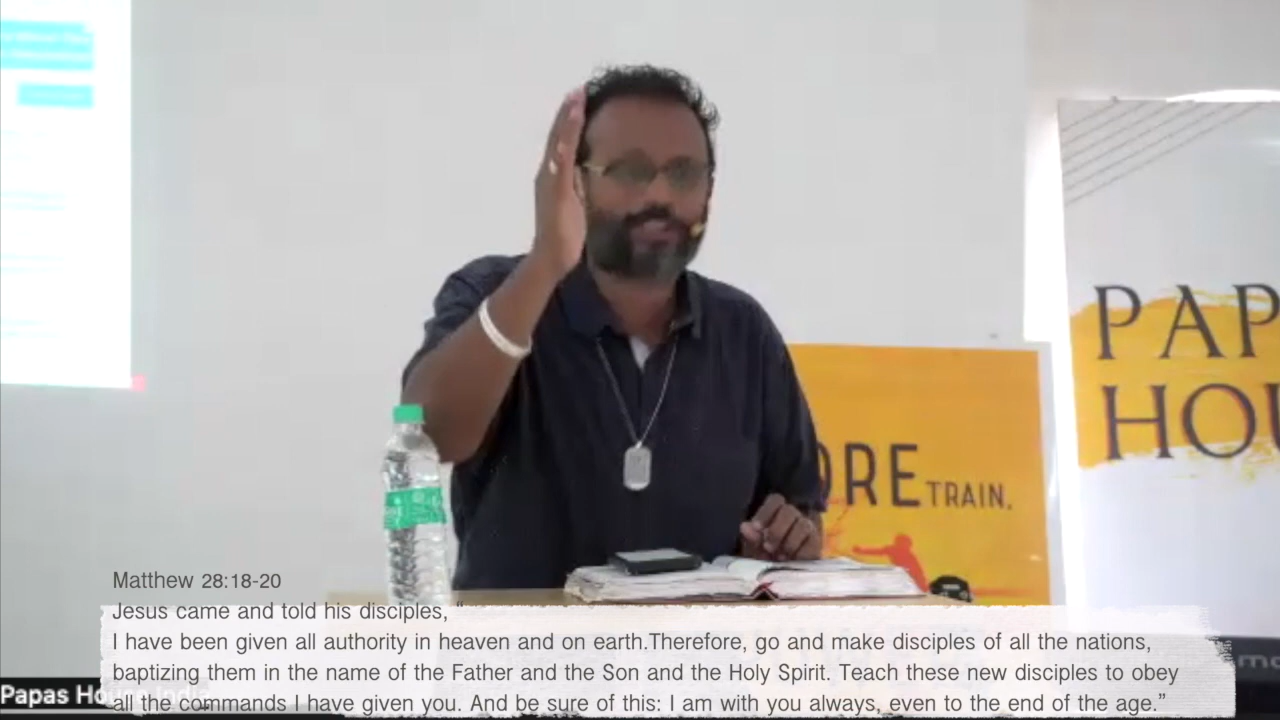 PAP
HOU
ORE TRAIN.
Matthew 28:18-20
Jesus came and told his disciples, “
I have been given all authority in heaven and on earth.Therefore, go and make disciples of all the nations,
baptizing them in the name of the Father and the Son and the Holy Spirit. Teach these new disciples to obey
all the commands I have given you. And be sure of this: I am with you always, even to the end of the age.”
Papas House India